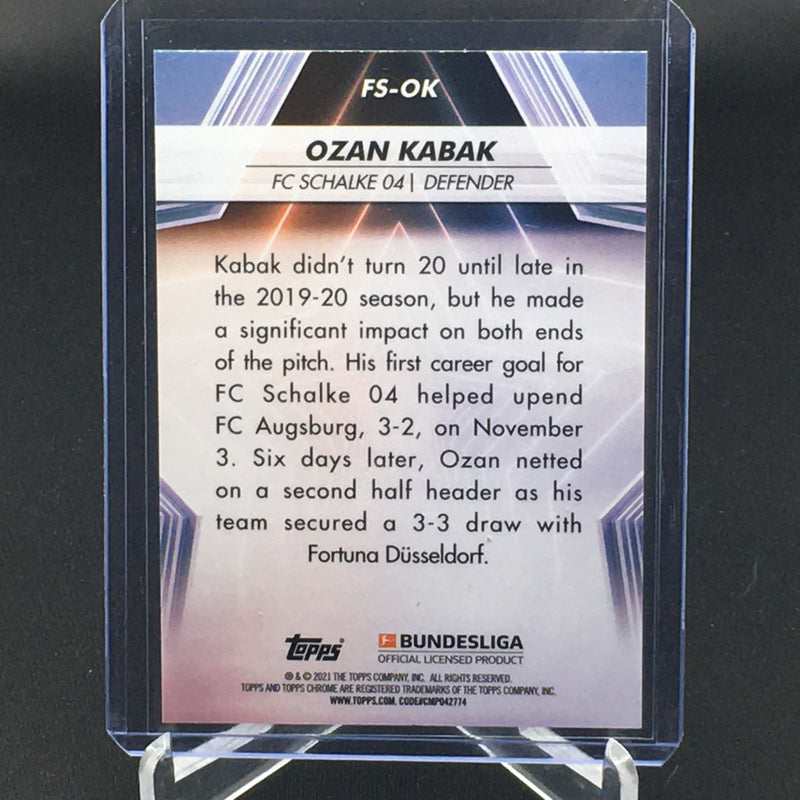 FS-OK
OZAN KABAK
FC SCHALKE 04 | DEFENDER
Kabak didn't turn 20 until late in
the 2019-20 season, but he made
a significant impact on both ends
of the pitch. His first career goal for
FC Schalke 04 helped upend
FC Augsburg, 3-2, on November
3. Six days later, Ozan netted
on a second half header as his
team secured a 3-3 draw with
Fortuna Düsseldorf.
Topps® BUNDESLIGA
OFFICIAL LICENSED PRODUCT
® & © 2021 THE TOPPS COMPANY, INC. ALL RIGHTS RESERVED.
TOPPS AND TOPPS CHROME ARE REGISTERED TRADEMARKS OF THE TOPPS COMPANY, INC.
WWW.TOPPS.COM. CODE#CMP042774